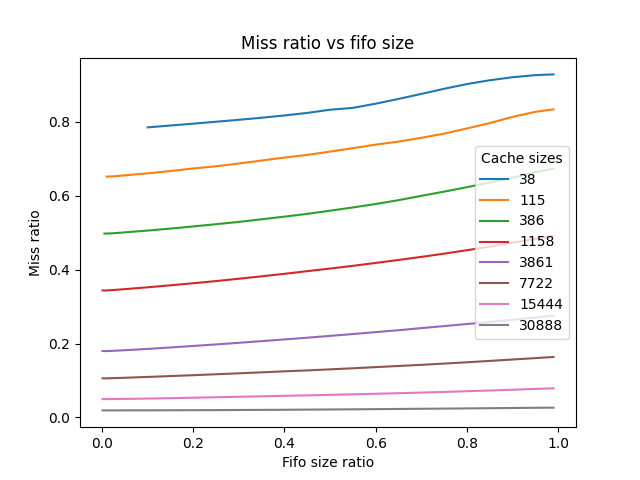 Miss ratio vs fifo size
Miss ratio
0.8
0.6
0.4
0.2
0.0
Cache sizes
38
115
386
1158
3861
7722
15444
30888
0.0 0.2 0.4 0.6 0.8 1.0
Fifo size ratio